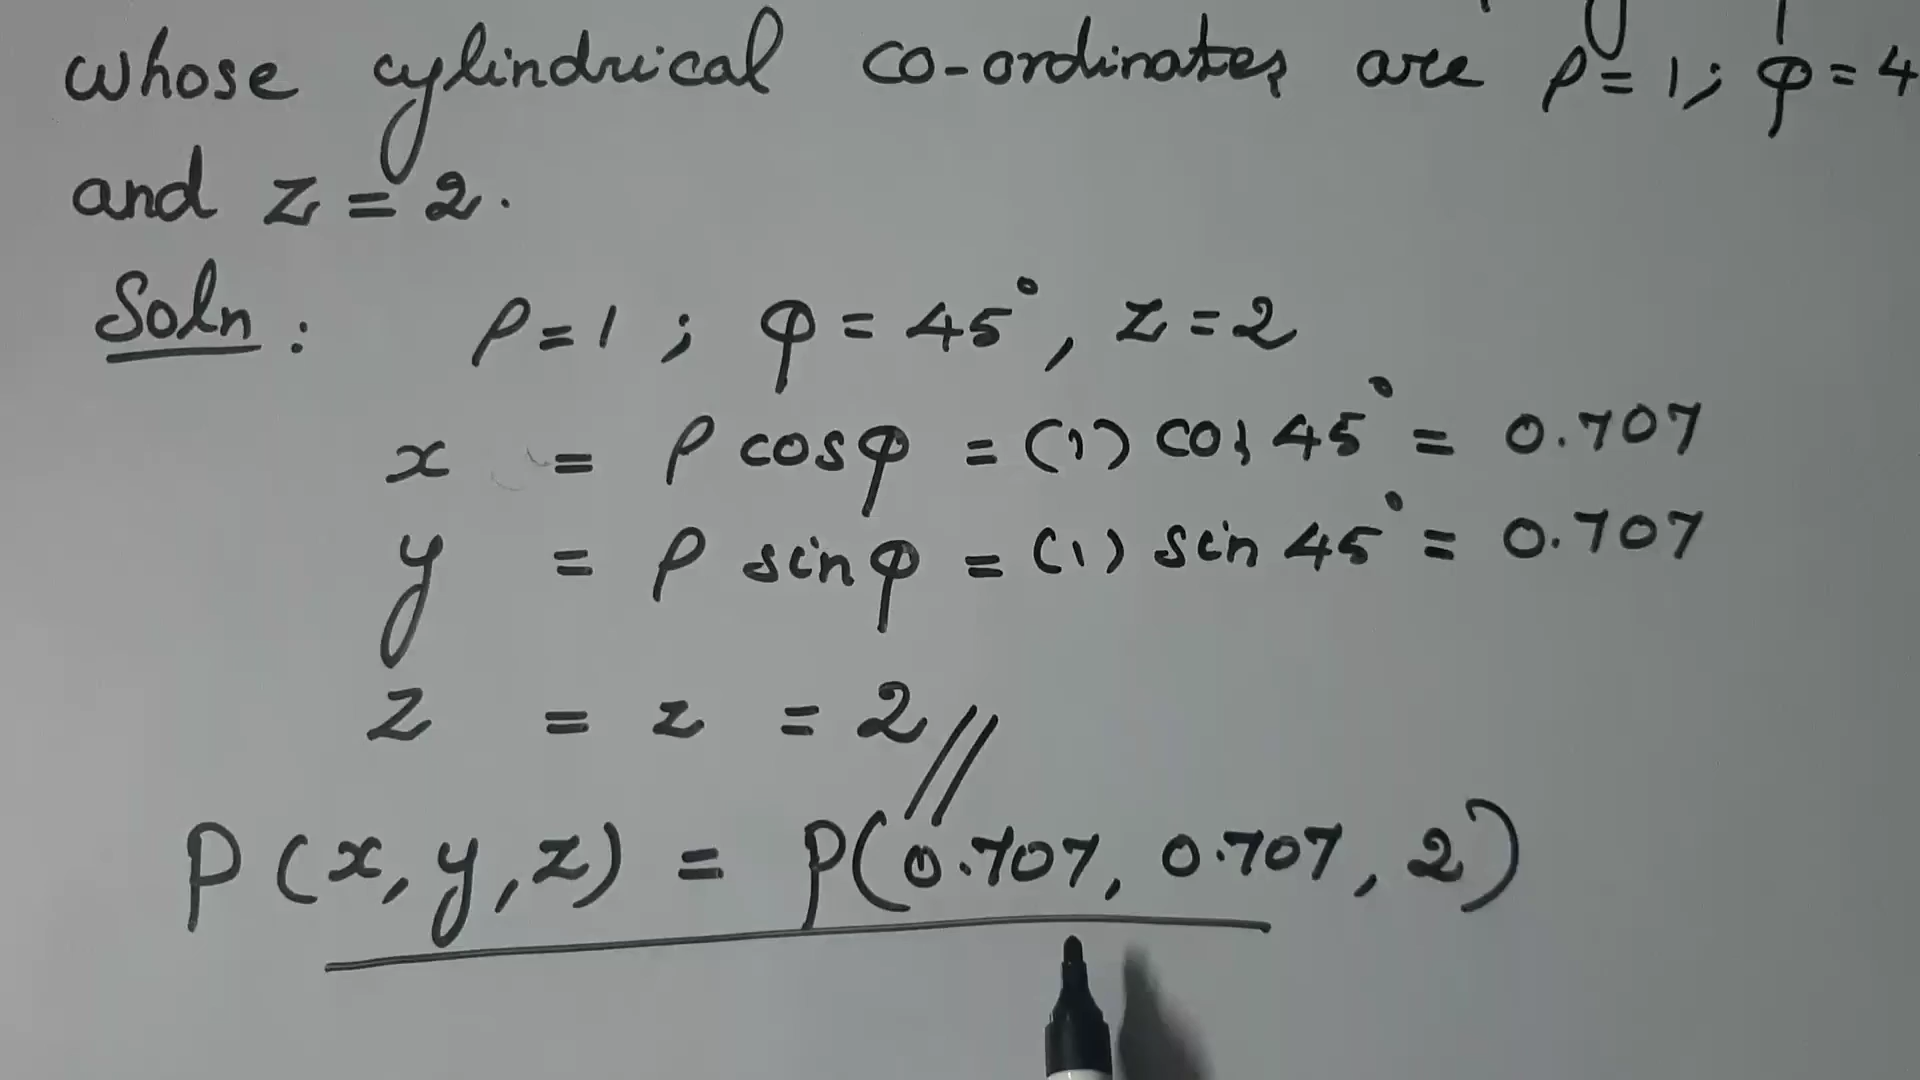 whose cylindrical co-ordinates are ρ=1; φ=4
and z=2.
Soln: ρ=1; φ=45°, z=2
x = ρ cosφ = (1) cos 45° = 0.707
y = ρ sinφ = (1) sin 45° = 0.707
z = z = 2//
P(x,y,z) = P(0.707, 0.707, 2)